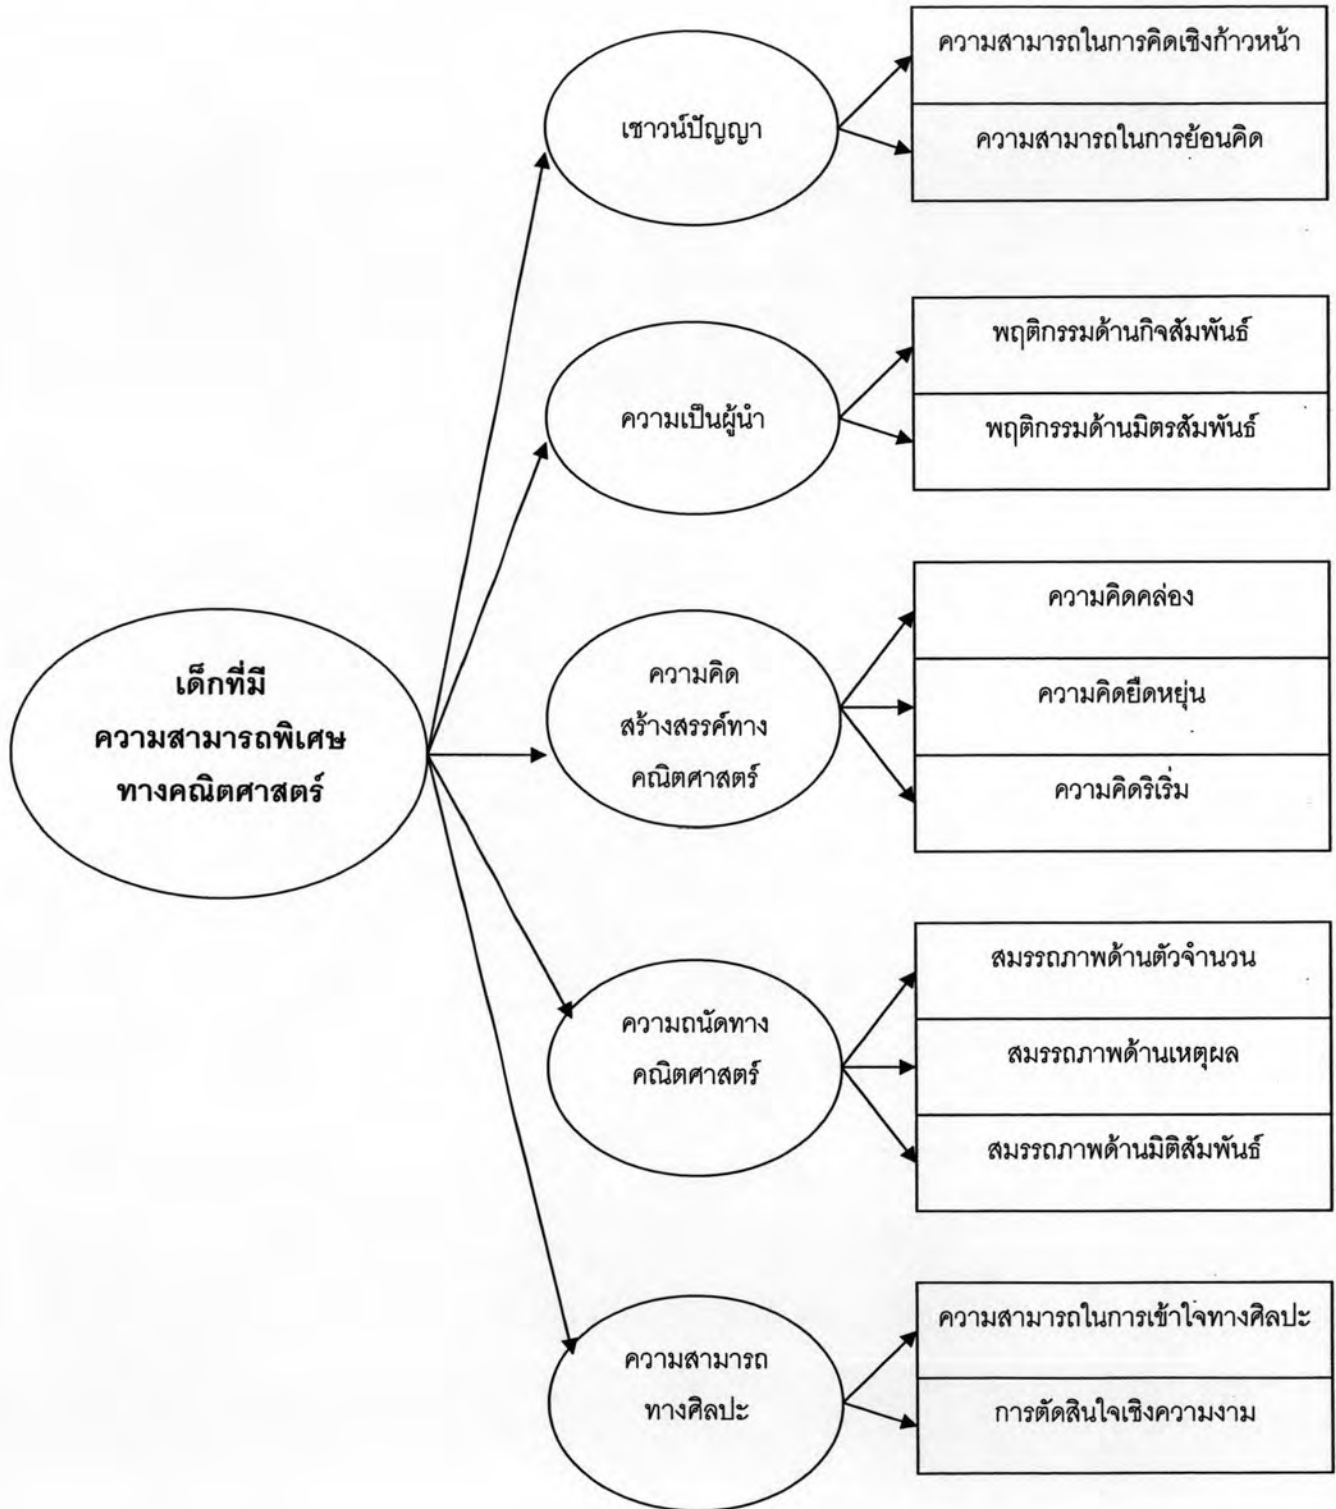 เด็กที่มี
ความสามารถพิเศษ
ทางคณิตศาสตร์
เชาวน์ปัญญา
ความสามารถในการคิดเชิงก้าวหน้า
ความสามารถในการย้อนคิด
ความเป็นผู้นำ
พฤติกรรมด้านกิจสัมพันธ์
พฤติกรรมด้านมิตรสัมพันธ์
ความคิด
สร้างสรรค์ทาง
คณิตศาสตร์
ความคิดคล่อง
ความคิดยืดหยุ่น
ความคิดริเริ่ม
ความถนัดทาง
คณิตศาสตร์
สมรรถภาพด้านตัวจำนวน
สมรรถภาพด้านเหตุผล
สมรรถภาพด้านมิติสัมพันธ์
ความสามารถ
ทางศิลปะ
ความสามารถในการเข้าใจทางศิลปะ
การตัดสินใจเชิงความงาม